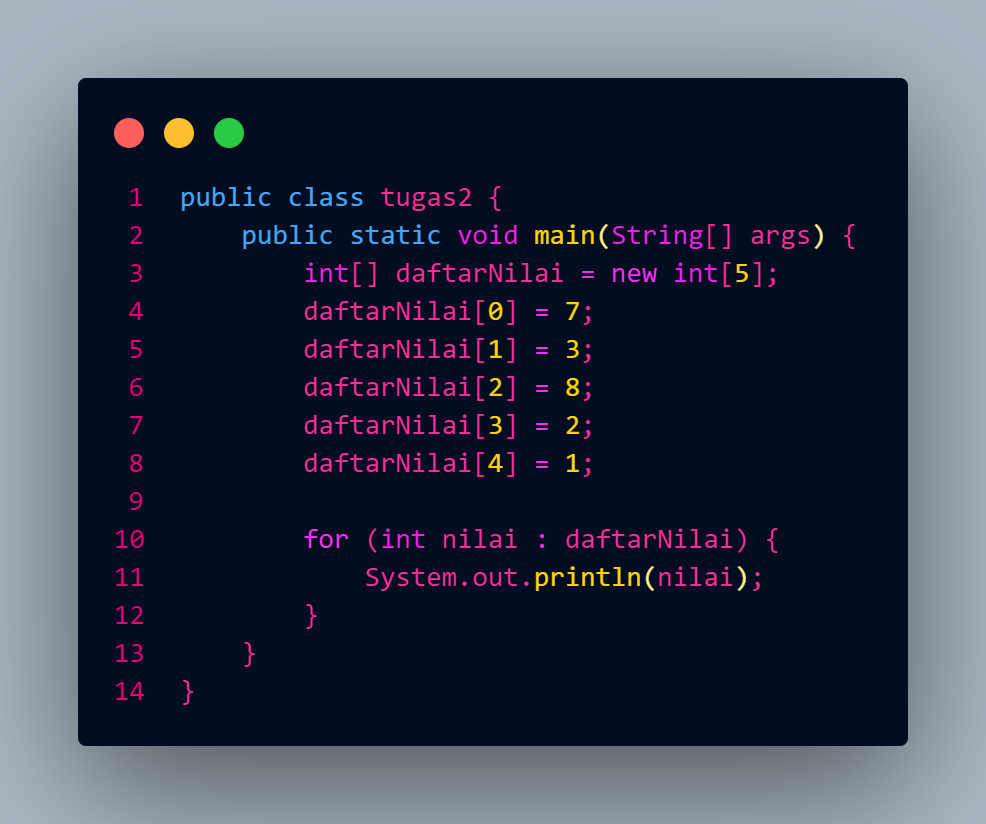 1 public class tugas2 {
2     public static void main(String[] args) {
3         int[] daftarNilai = new int[5];
4         daftarNilai[0] = 7;
5         daftarNilai[1] = 3;
6         daftarNilai[2] = 8;
7         daftarNilai[3] = 2;
8         daftarNilai[4] = 1;
9
10         for (int nilai : daftarNilai) {
11             System.out.println(nilai);
12         }
13     }
14 }